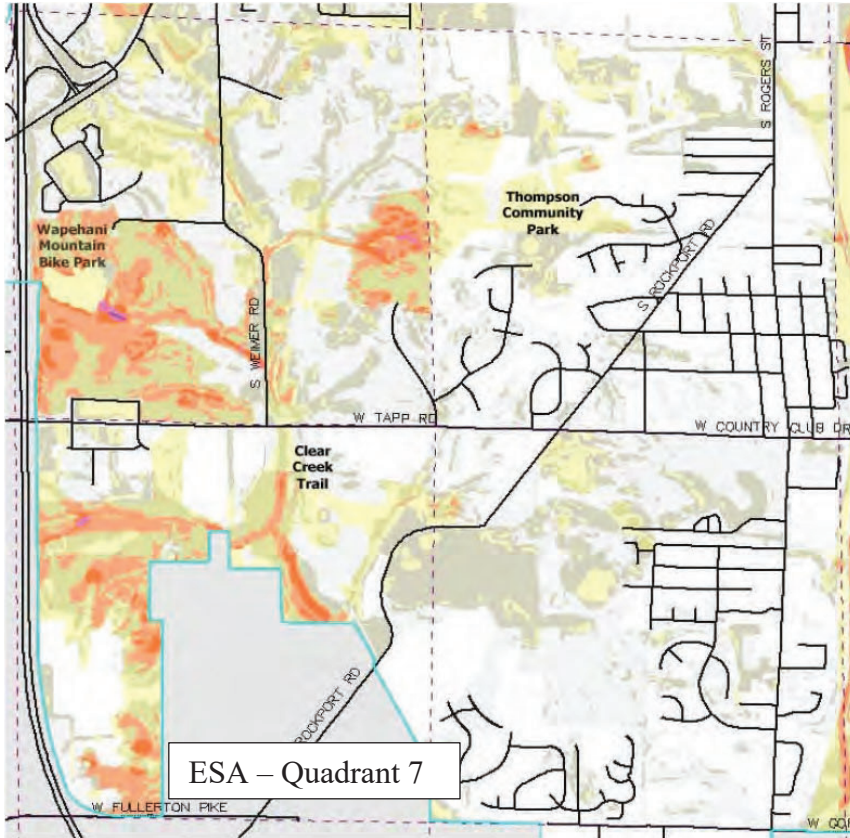 S ROGERS ST
Thompson
Community
Park
Wapehani
Mountain
Bike Park
S ROCKPORT RD
S WEIMER RD
W TAPP RD
W COUNTRY CLUB DR
Clear
Creek
Trail
ROCKPORT RD
ESA – Quadrant 7
W FULLERTON PIKE
W